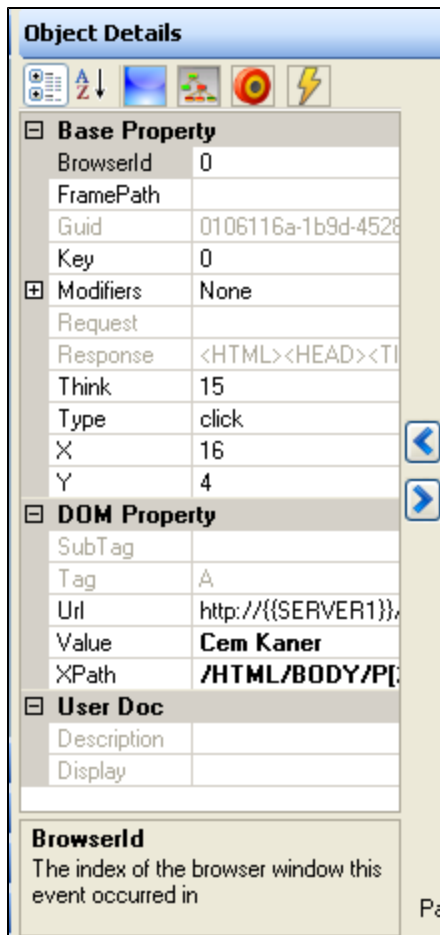 Object Details
Base Property
BrowserId 0
FramePath
Guid 0106116a-1b9d-4528
Key 0
Modifiers None
Request
Response <HTML><HEAD><TI
Think 15
Type click
X 16
Y 4
DOM Property
SubTag
Tag A
Url http://{{SERVER1}}/
Value Cem Kaner
XPath /HTML/BODY/P[
User Doc
Description
Display
BrowserId
The index of the browser window this
event occurred in
Pa